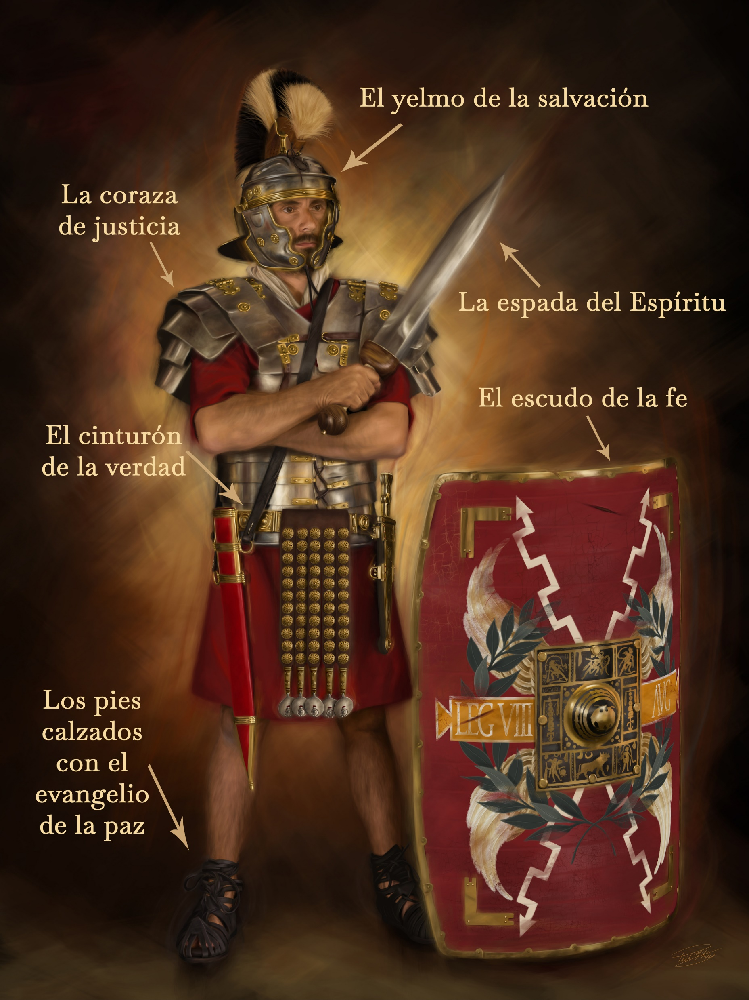 El yelmo de la salvación
La coraza
de justicia
La espada del Espíritu
El escudo de la fe
El cinturón
de la verdad
LEG VIII
AVG
Los pies
calzados
con el
evangelio
de la paz